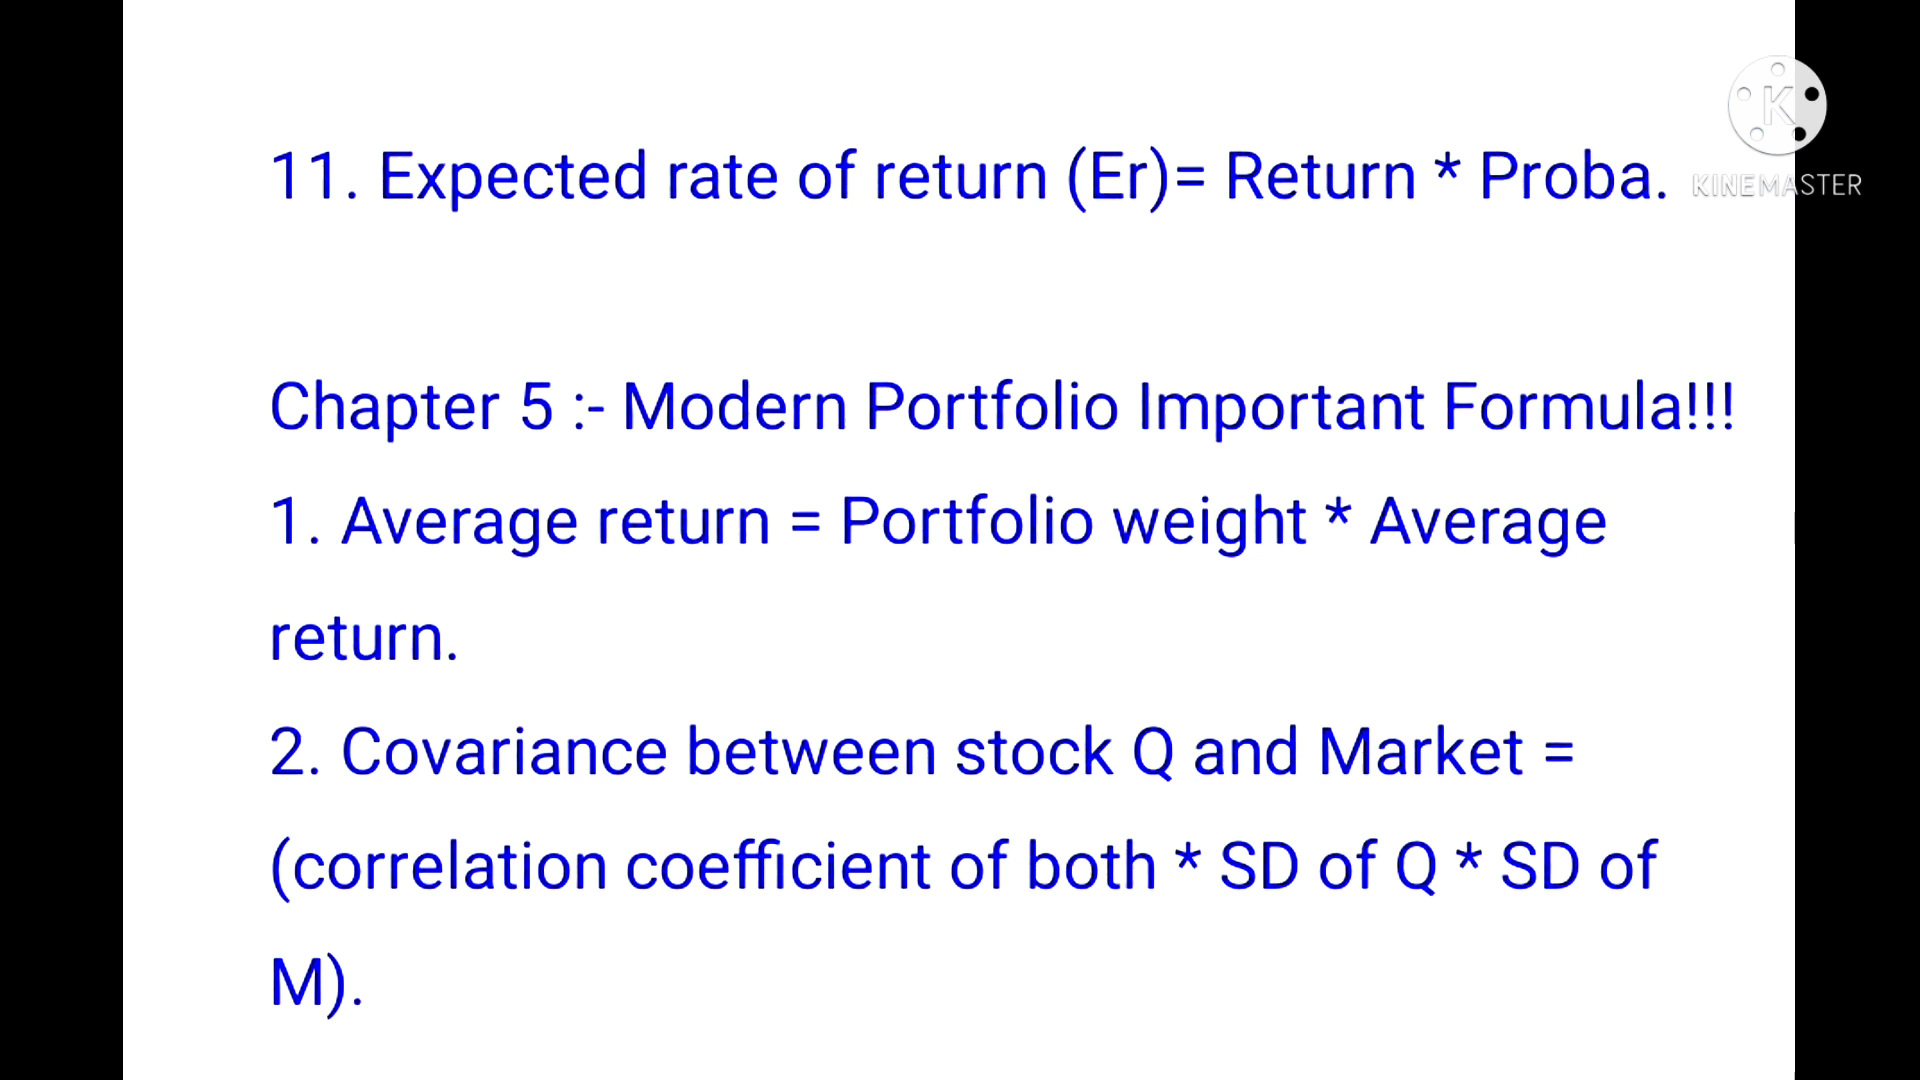 11. Expected rate of return (Er)= Return * Proba.
K
KINEMASTER
Chapter 5 :- Modern Portfolio Important Formula!!!
1. Average return = Portfolio weight * Average
return.
2. Covariance between stock Q and Market =
(correlation coefficient of both * SD of Q * SD of
M).